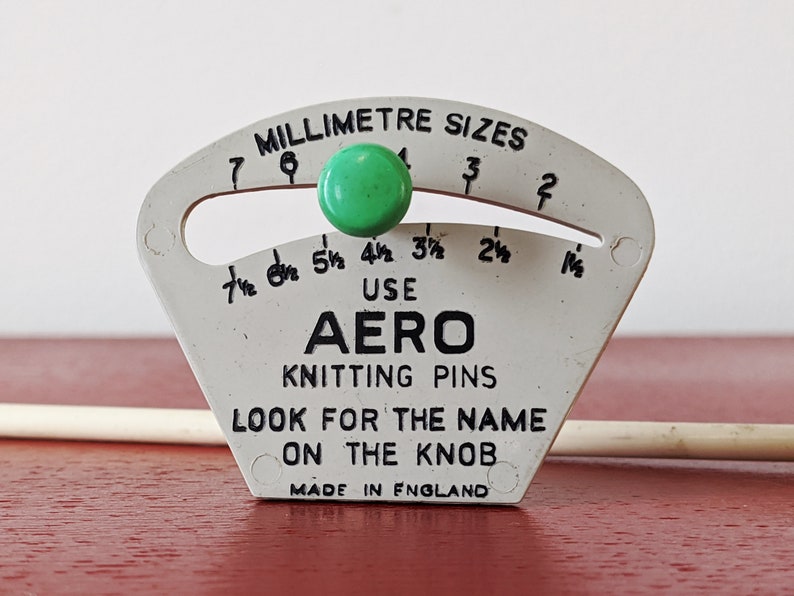 MILLIMETRE SIZES
7 6 4 3 2
7½ 6½ 5½ 4½ 3½ 2½ 1½
USE
AERO
KNITTING PINS
LOOK FOR THE NAME
ON THE KNOB
MADE IN ENGLAND